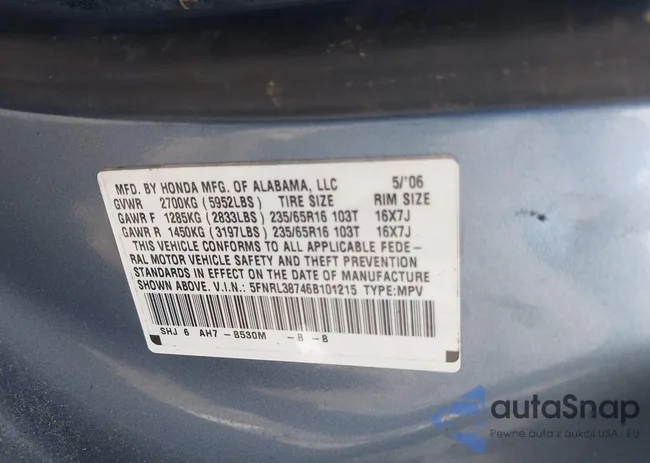 MFD. BY HONDA MFG. OF ALABAMA, LLC 5/'06
GVWR 2700KG (5952LBS) TIRE SIZE RIM SIZE
GAWR F 1285KG (2833LBS) 235/65R16 103T 16X7J
GAWR R 1450KG (3197LBS) 235/65R16 103T 16X7J
THIS VEHICLE CONFORMS TO ALL APPLICABLE FEDE-
RAL MOTOR VEHICLE SAFETY AND THEFT PREVENTION
STANDARDS IN EFFECT ON THE DATE OF MANUFACTURE
SHOWN ABOVE. V.I.N.: 5FNRL38746B101215 TYPE:MPV
SHJ 6 AH7 -B530M -B -B
autaSnap
Pewne auta z aukcji USA i EU